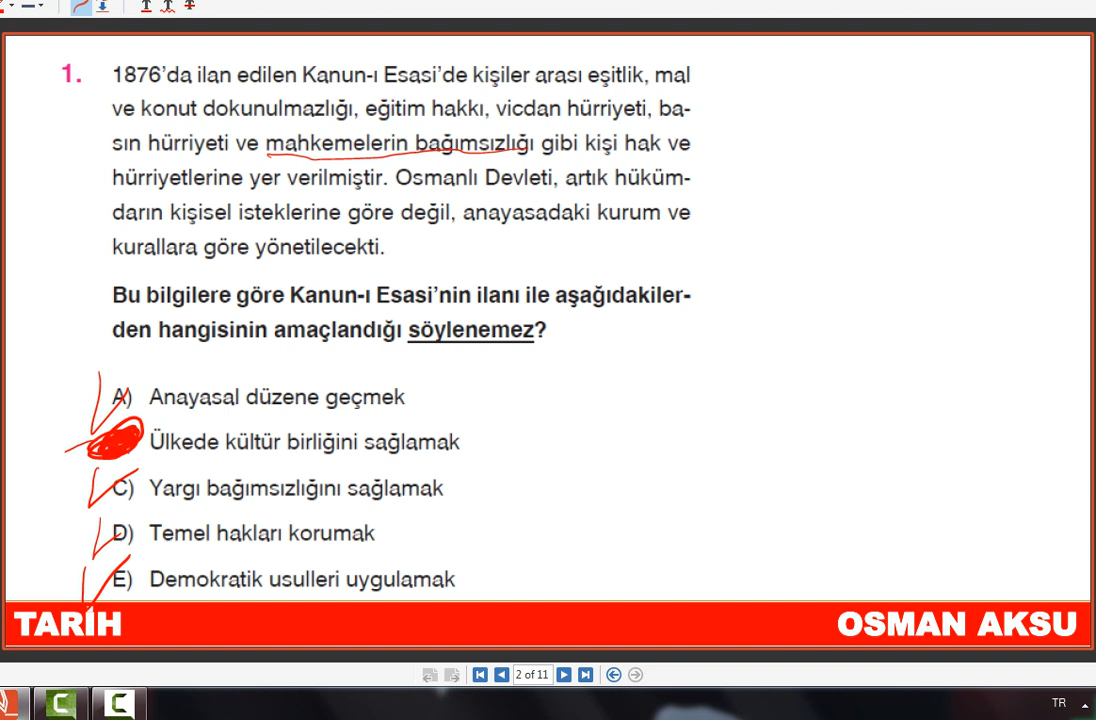 1. 1876'da ilan edilen Kanun-ı Esasi'de kişiler arası eşitlik, mal
ve konut dokunulmazlığı, eğitim hakkı, vicdan hürriyeti, ba-
sın hürriyeti ve mahkemelerin bağımsızlığı gibi kişi hak ve
hürriyetlerine yer verilmiştir. Osmanlı Devleti, artık hüküm-
darın kişisel isteklerine göre değil, anayasadaki kurum ve
kurallara göre yönetilecekti.
Bu bilgilere göre Kanun-ı Esasi'nin ilanı ile aşağıdakiler-
den hangisinin amaçlandığı söylenemez?
A) Anayasal düzene geçmek
Ülkede kültür birliğini sağlamak
C) Yargı bağımsızlığını sağlamak
D) Temel hakları korumak
E) Demokratik usulleri uygulamak
TARİH OSMAN AKSU
2 of 11
TR